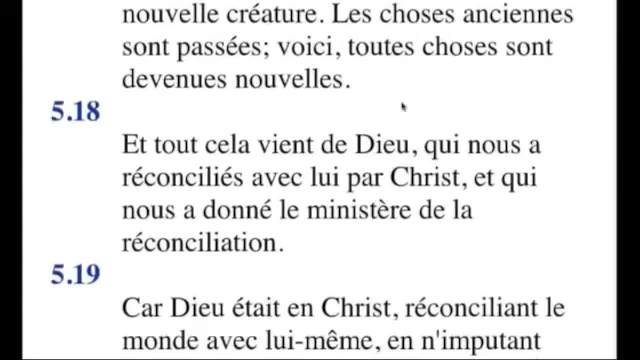 nouvelle créature. Les choses anciennes
sont passées; voici, toutes choses sont
devenues nouvelles.
5.18
Et tout cela vient de Dieu, qui nous a
réconciliés avec lui par Christ, et qui
nous a donné le ministère de la
réconciliation.
5.19
Car Dieu était en Christ, réconciliant le
monde avec lui-même, en n'imputant